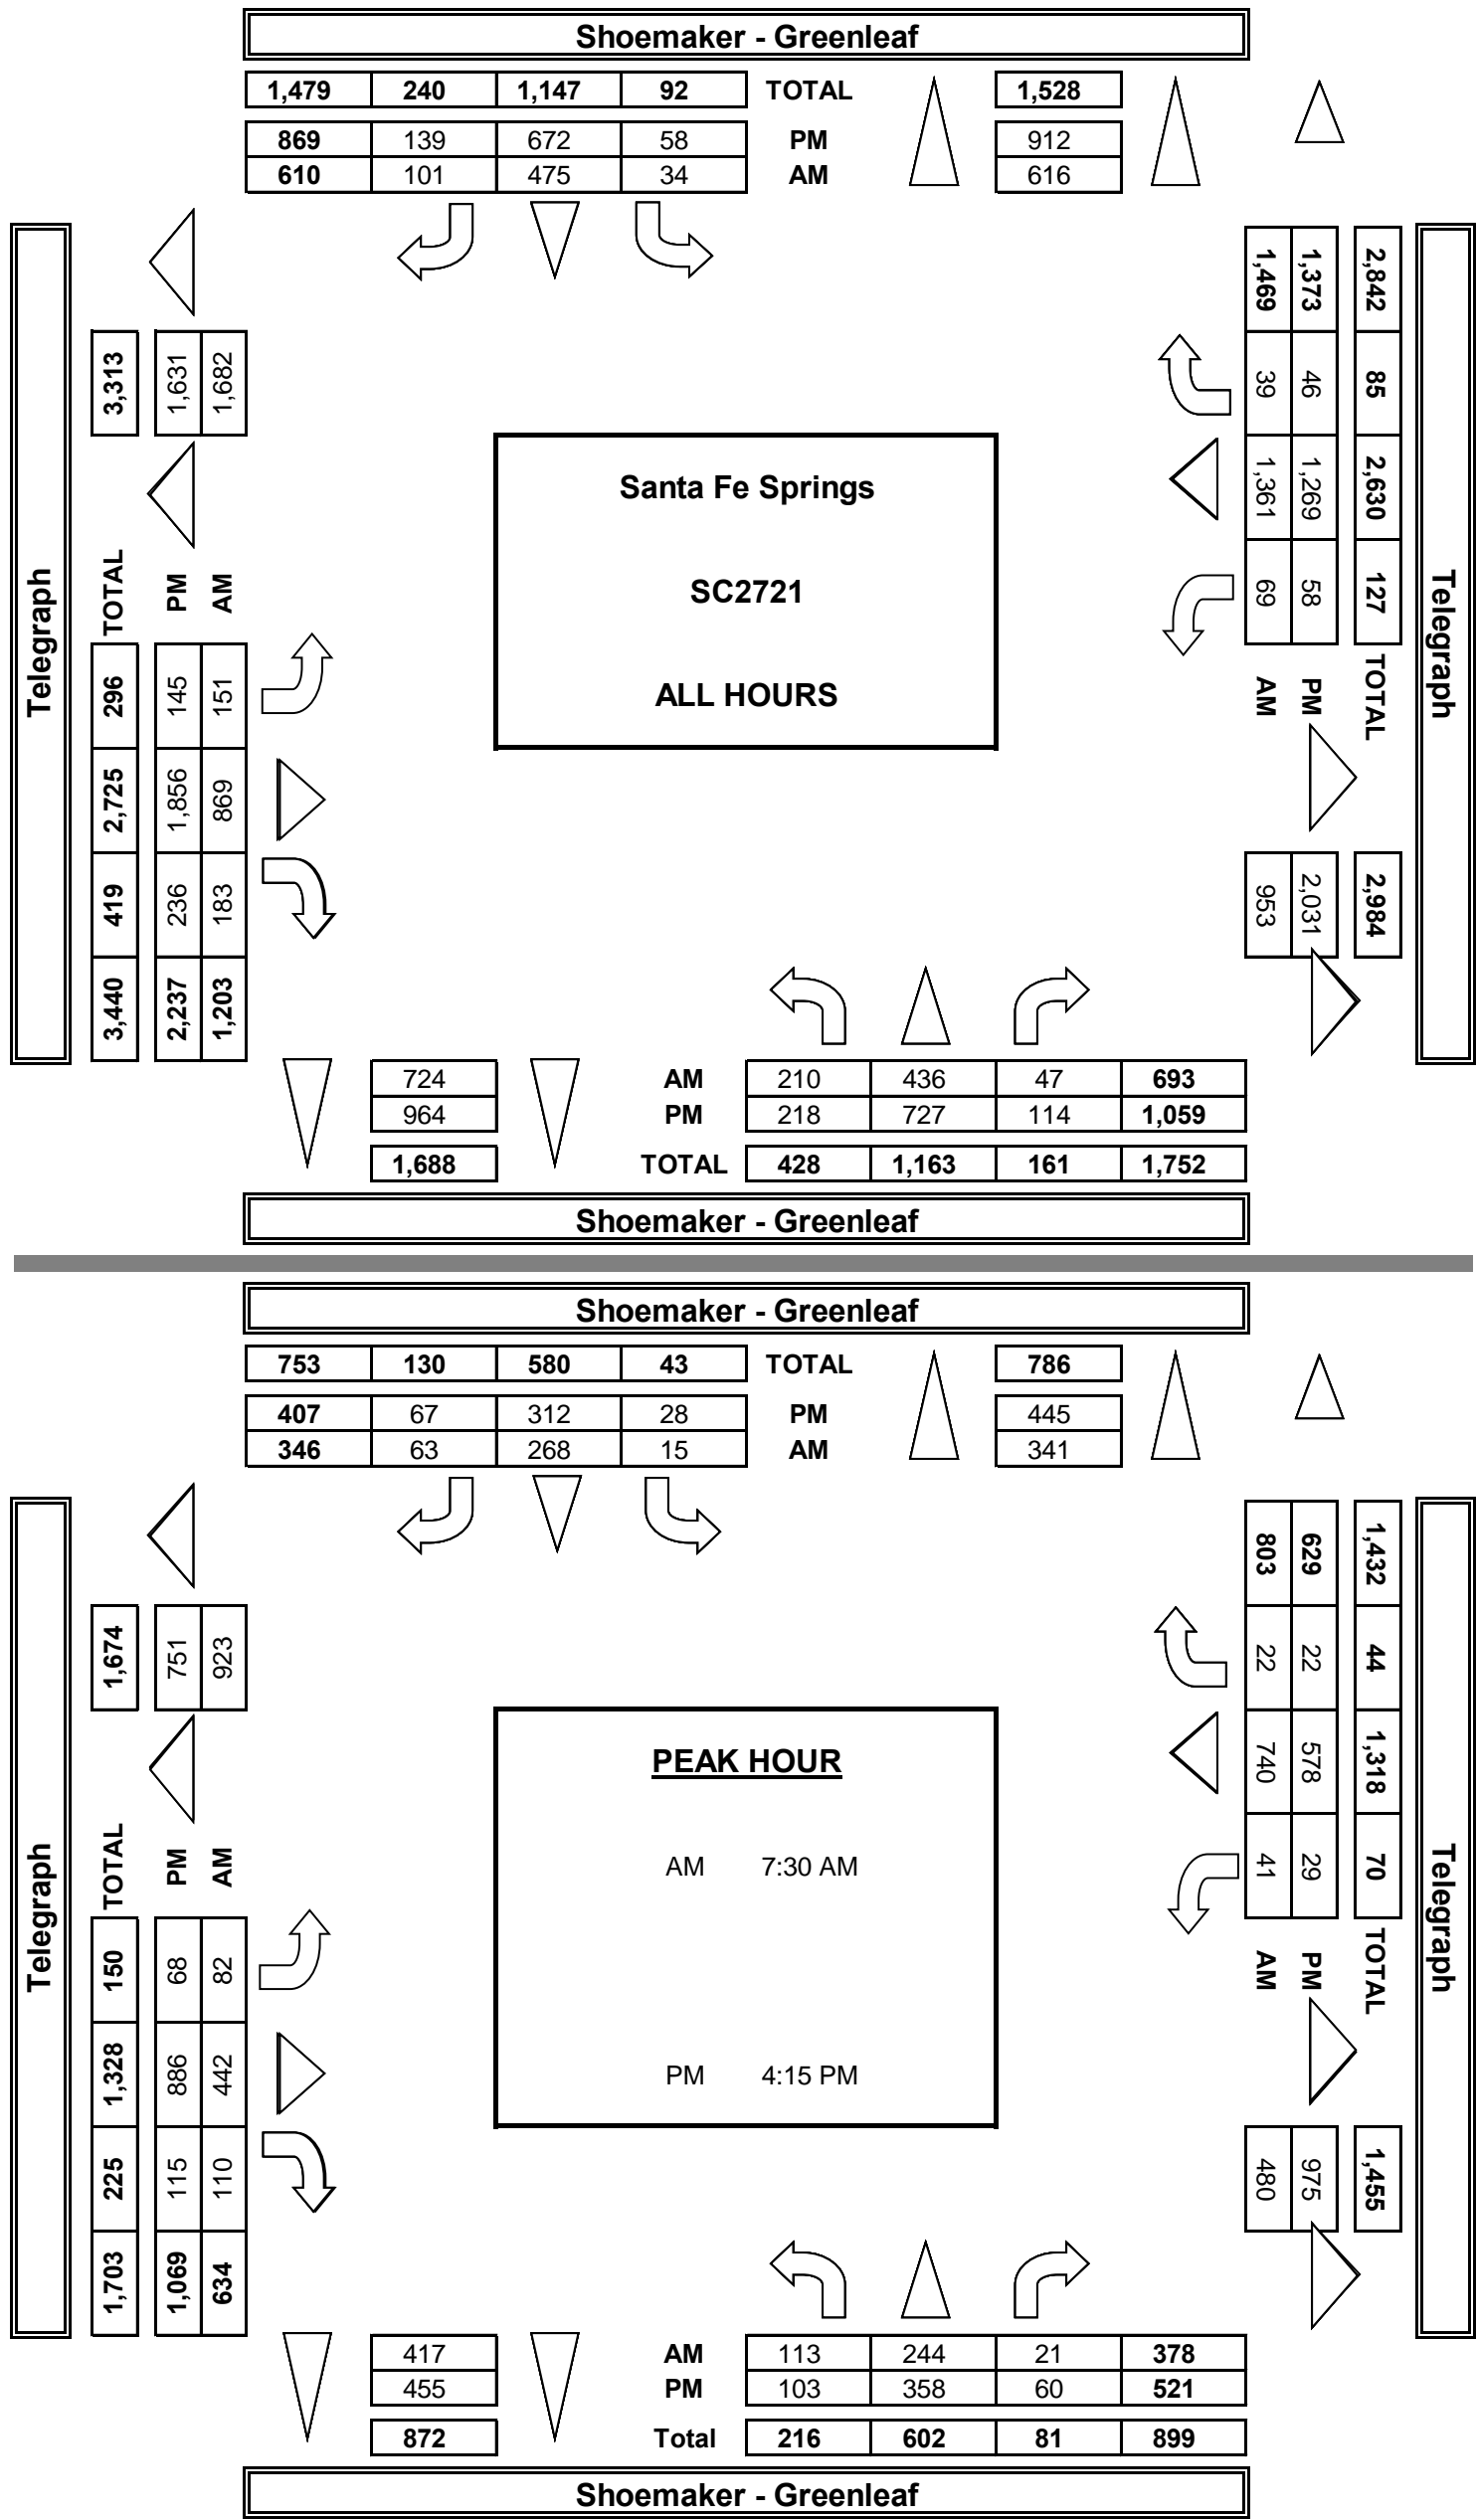 Shoemaker - Greenleaf
1,479 240 1,147 92 TOTAL 1,528
869 139 672 58 PM 912
610 101 475 34 AM 616
Telegraph
3,313
1,631
1,682
TOTAL
PM
AM
296 2,725 419 3,440
145 1,856 236 2,237
151 869 183 1,203
Santa Fe Springs
SC2721
ALL HOURS
2,842 85 2,630 127 TOTAL 2,984
1,373 46 1,269 58 PM 2,031
1,469 39 1,361 69 AM 953
Telegraph
724 AM 210 436 47 693
964 PM 218 727 114 1,059
1,688 TOTAL 428 1,163 161 1,752
Shoemaker - Greenleaf
Shoemaker - Greenleaf
753 130 580 43 TOTAL 786
407 67 312 28 PM 445
346 63 268 15 AM 341
Telegraph
1,674
751
923
TOTAL
PM
AM
150 1,328 225 1,703
68 886 115 1,069
82 442 110 634
PEAK HOUR
AM 7:30 AM
PM 4:15 PM
1,432 44 1,318 70 TOTAL 1,455
629 22 578 29 PM 975
803 22 740 41 AM 480
Telegraph
417 AM 113 244 21 378
455 PM 103 358 60 521
872 Total 216 602 81 899
Shoemaker - Greenleaf